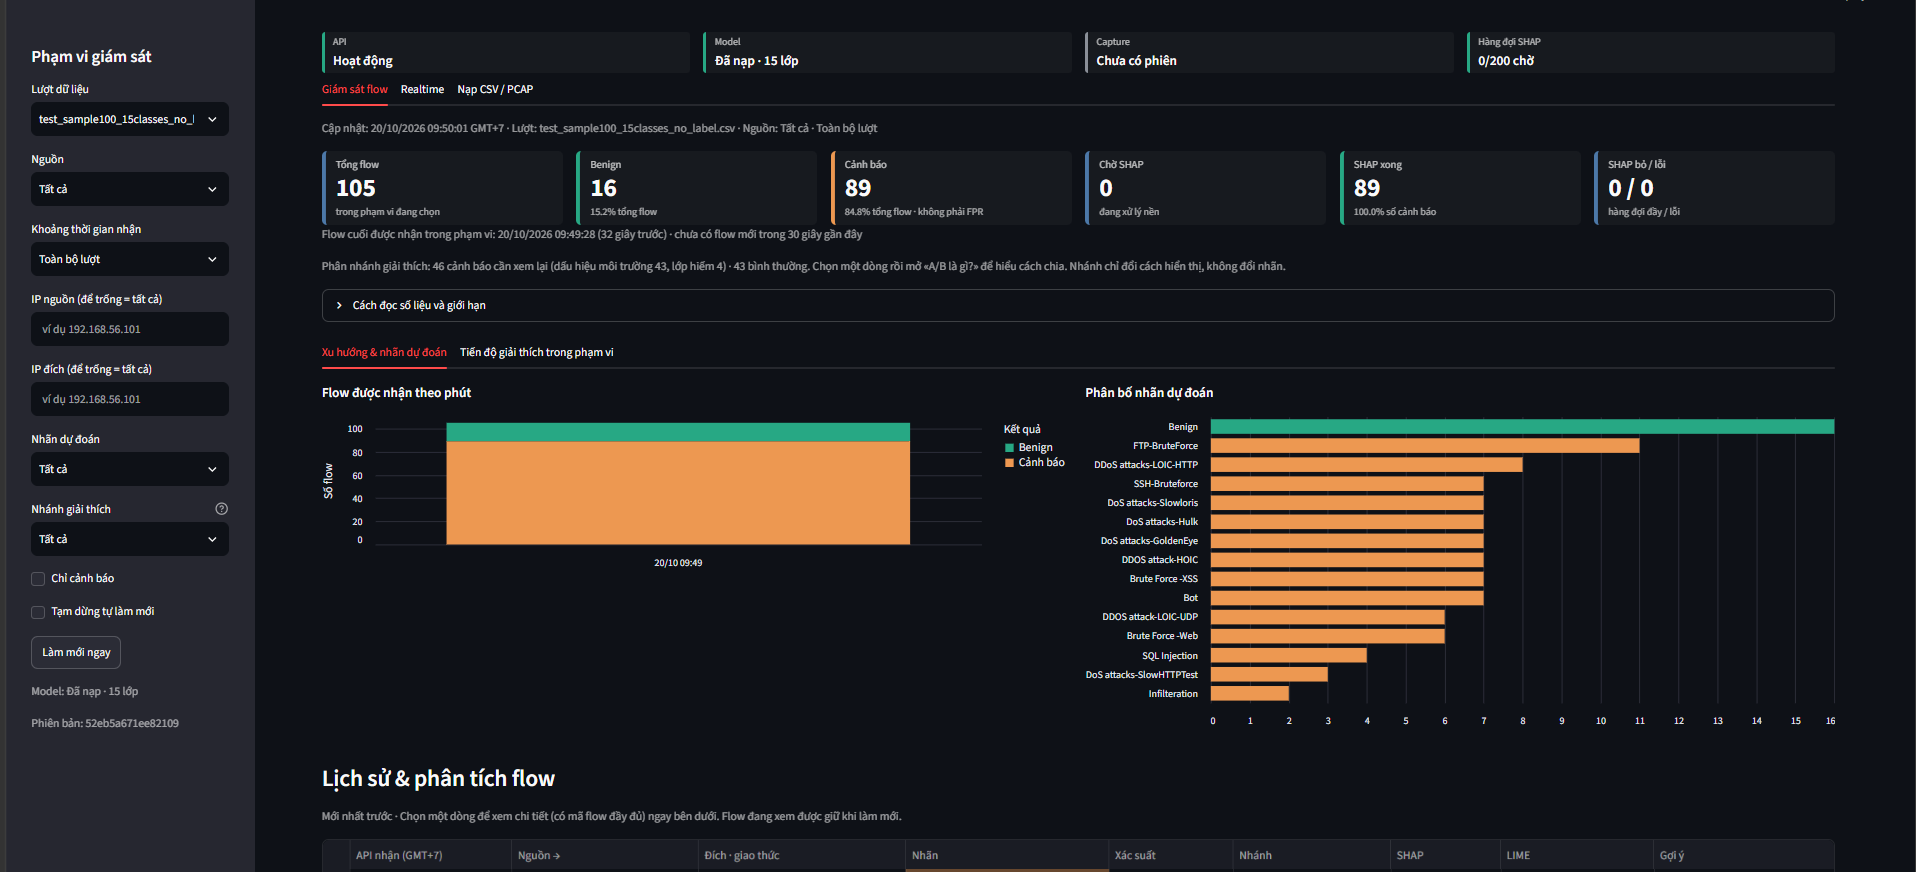 Phạm vi giám sát
Lượt dữ liệu
test_sample100_15classes_no_l
Nguồn
Tất cả
Khoảng thời gian nhận
Toàn bộ lượt
IP nguồn (để trống = tất cả)
ví dụ 192.168.56.101
IP đích (để trống = tất cả)
ví dụ 192.168.56.101
Nhãn dự đoán
Tất cả
Nhánh giải thích
Tất cả
Chỉ cảnh báo
Tạm dừng tự làm mới
Làm mới ngay
Model: Đã nạp · 15 lớp
Phiên bản: 52eb5a671ee82109
API
Hoạt động
Model
Đã nạp · 15 lớp
Capture
Chưa có phiên
Hàng đợi SHAP
0/200 chờ
Giám sát flow Realtime Nạp CSV / PCAP
Cập nhật: 20/10/2026 09:50:01 GMT+7 · Lượt: test_sample100_15classes_no_label.csv · Nguồn: Tất cả · Toàn bộ lượt
Tổng flow
105
trong phạm vi đang chọn
Benign
16
15.2% tổng flow
Cảnh báo
89
84.8% tổng flow · không phải FPR
Chờ SHAP
0
đang xử lý nền
SHAP xong
89
100.0% số cảnh báo
SHAP bỏ / lỗi
0 / 0
hàng đợi đầy / lỗi
Flow cuối được nhận trong phạm vi: 20/10/2026 09:49:28 (32 giây trước) · chưa có flow mới trong 30 giây gần đây
Phân nhánh giải thích: 46 cảnh báo cần xem lại (dấu hiệu môi trường 43, lớp hiếm 4) · 43 bình thường. Chọn một dòng rồi mở «A/B là gì?» để hiểu cách chia. Nhánh chỉ đổi cách hiển thị, không đổi nhãn.
Cách đọc số liệu và giới hạn
Xu hướng & nhãn dự đoán Tiến độ giải thích trong phạm vi
Flow được nhận theo phút
Số flow
100
80
60
40
20
0
20/10 09:49
Kết quả
Benign
Cảnh báo
Phân bố nhãn dự đoán
Benign
FTP-BruteForce
DDoS attacks-LOIC-HTTP
SSH-Bruteforce
DoS attacks-Slowloris
DoS attacks-Hulk
DoS attacks-GoldenEye
DDOS attack-HOIC
Brute Force -XSS
Bot
DDOS attack-LOIC-UDP
Brute Force -Web
SQL Injection
DoS attacks-SlowHTTPTest
Infilteration
0 1 2 3 4 5 6 7 8 9 10 11 12 13 14 15 16
Lịch sử & phân tích flow
Mới nhất trước · Chọn một dòng để xem chi tiết (có mã flow đầy đủ) ngay bên dưới. Flow đang xem được giữ khi làm mới.
API nhận (GMT+7) Nguồn → Đích · giao thức Nhãn Xác suất Nhánh SHAP LIME Gợi ý